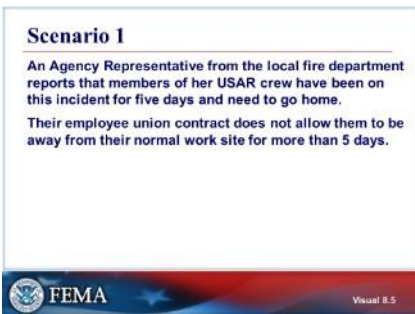 Scenario 1
An Agency Representative from the local fire department
reports that members of her USAR crew have been on
this incident for five days and need to go home.
Their employee union contract does not allow them to be
away from their normal work site for more than 5 days.
FEMA
Visual 8.5